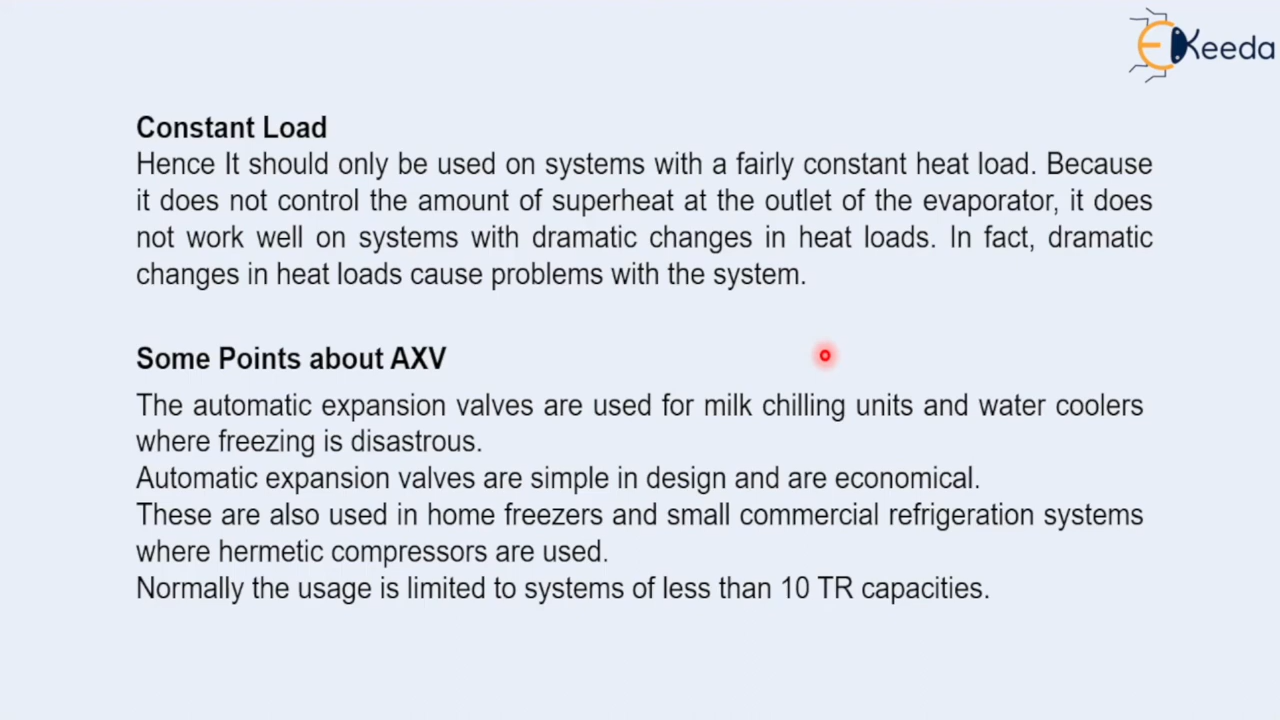 EKeeda
Constant Load
Hence It should only be used on systems with a fairly constant heat load. Because
it does not control the amount of superheat at the outlet of the evaporator, it does
not work well on systems with dramatic changes in heat loads. In fact, dramatic
changes in heat loads cause problems with the system.
Some Points about AXV
The automatic expansion valves are used for milk chilling units and water coolers
where freezing is disastrous.
Automatic expansion valves are simple in design and are economical.
These are also used in home freezers and small commercial refrigeration systems
where hermetic compressors are used.
Normally the usage is limited to systems of less than 10 TR capacities.